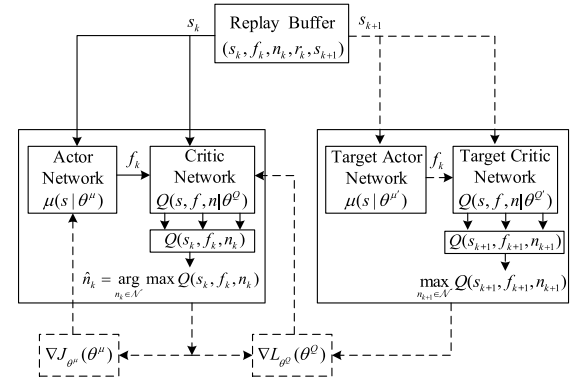 s_k
Replay Buffer
(s_k, f_k, n_k, r_k, s_{k+1})
s_{k+1}
Actor
Network
μ(s|θ^μ)
f_k
Critic
Network
Q(s, f, n|θ^Q)
Q(s_k, f_k, n_k)
n̂_k = arg max Q(s_k, f_k, n_k)
n_k∈𝒩
Target Actor
Network
μ(s|θ^{μ'})
f_k
Target Critic
Network
Q(s, f, n|θ^{Q'})
Q(s_{k+1}, f_{k+1}, n_{k+1})
max Q(s_{k+1}, f_{k+1}, n_{k+1})
n_{k+1}∈𝒩
∇J_{θ^μ}(θ^μ)
∇L_{θ^Q}(θ^Q)